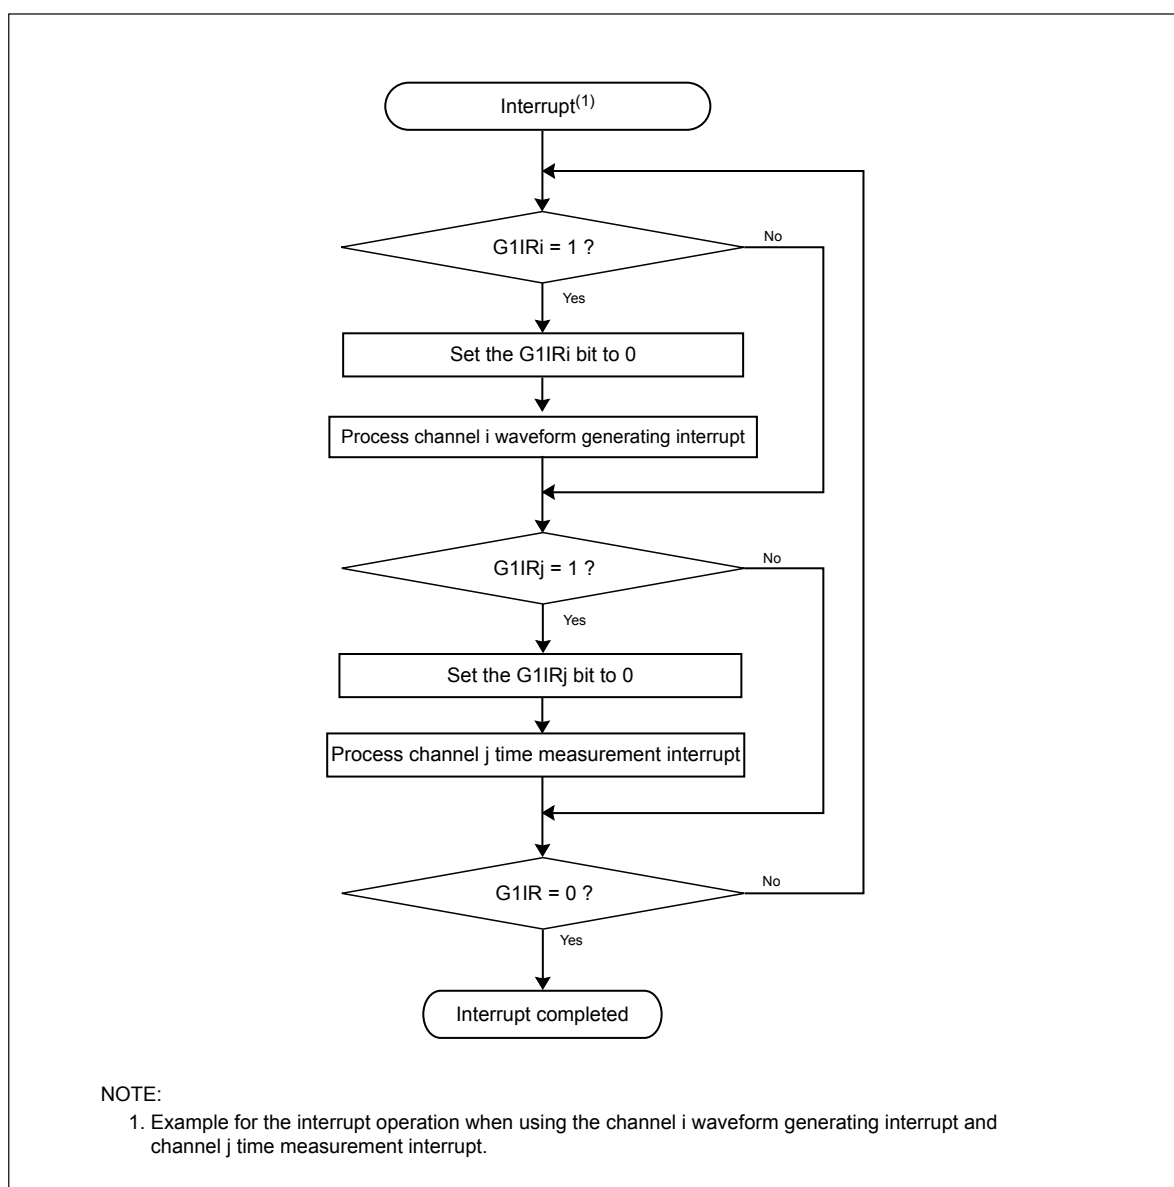 Interrupt(1)
G1IRi = 1 ?
No
Yes
Set the G1IRi bit to 0
Process channel i waveform generating interrupt
G1IRj = 1 ?
No
Yes
Set the G1IRj bit to 0
Process channel j time measurement interrupt
G1IR = 0 ?
No
Yes
Interrupt completed
NOTE:
1. Example for the interrupt operation when using the channel i waveform generating interrupt and
channel j time measurement interrupt.